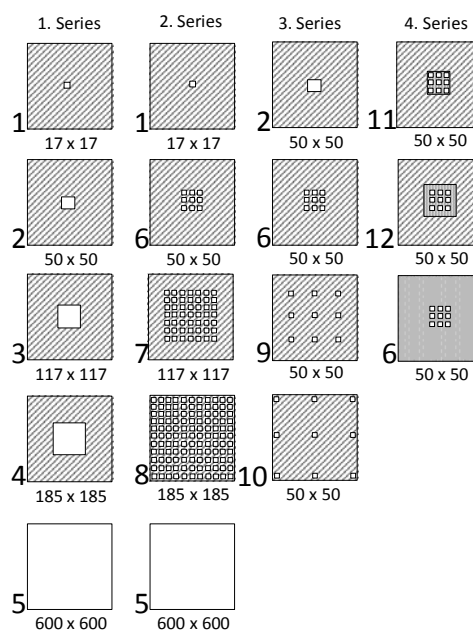 1. Series 2. Series 3. Series 4. Series
1 1 2 11
17 x 17 17 x 17 50 x 50 50 x 50
2 6 6 12
50 x 50 50 x 50 50 x 50 50 x 50
3 7 9 6
117 x 117 117 x 117 50 x 50 50 x 50
4 8 10
185 x 185 185 x 185 50 x 50
5 5
600 x 600 600 x 600